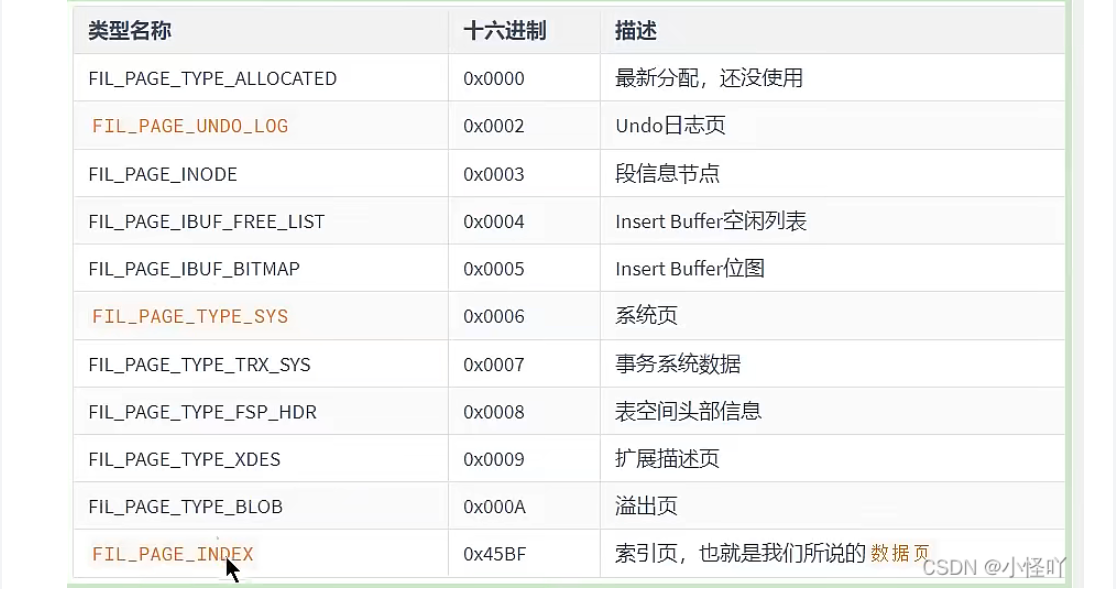 类型名称 十六进制 描述
FIL_PAGE_TYPE_ALLOCATED 0x0000 最新分配，还没使用
FIL_PAGE_UNDO_LOG 0x0002 Undo日志页
FIL_PAGE_INODE 0x0003 段信息节点
FIL_PAGE_IBUF_FREE_LIST 0x0004 Insert Buffer空闲列表
FIL_PAGE_IBUF_BITMAP 0x0005 Insert Buffer位图
FIL_PAGE_TYPE_SYS 0x0006 系统页
FIL_PAGE_TYPE_TRX_SYS 0x0007 事务系统数据
FIL_PAGE_TYPE_FSP_HDR 0x0008 表空间头部信息
FIL_PAGE_TYPE_XDES 0x0009 扩展描述页
FIL_PAGE_TYPE_BLOB 0x000A 溢出页
FIL_PAGE_INDEX 0x45BF 索引页，也就是我们所说的 数据页
CSDN @小怪吖